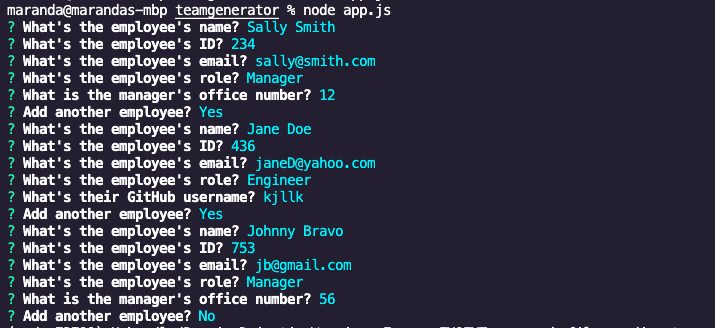 maranda@marandas-mbp teamgenerator % node app.js
? What's the employee's name? Sally Smith
? What's the employee's ID? 234
? What's the employee's email? sally@smith.com
? What's the employee's role? Manager
? What is the manager's office number? 12
? Add another employee? Yes
? What's the employee's name? Jane Doe
? What's the employee's ID? 436
? What's the employee's email? janeD@yahoo.com
? What's the employee's role? Engineer
? What's their GitHub username? kjllk
? Add another employee? Yes
? What's the employee's name? Johnny Bravo
? What's the employee's ID? 753
? What's the employee's email? jb@gmail.com
? What's the employee's role? Manager
? What is the manager's office number? 56
? Add another employee? No